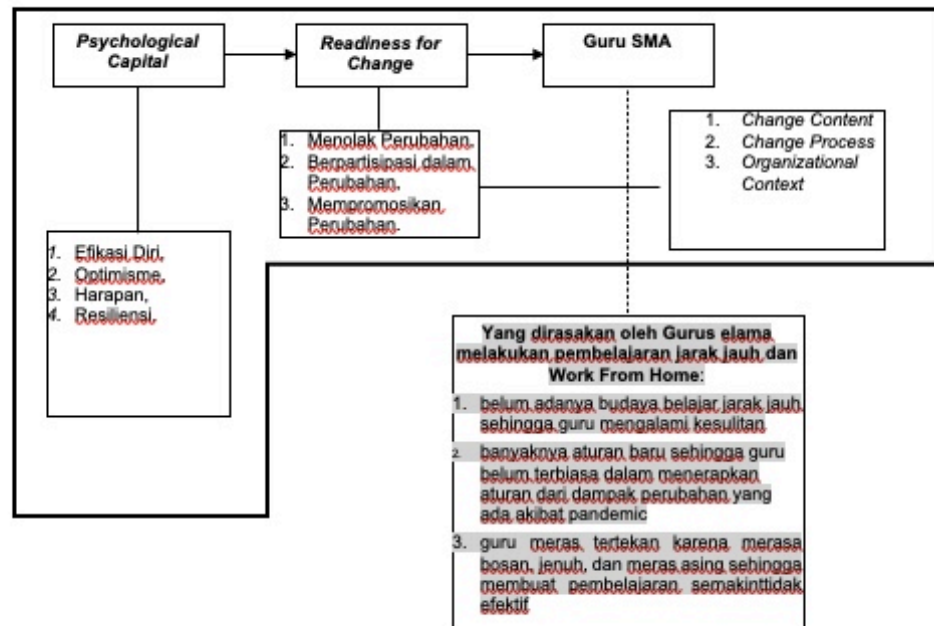 Psychological
Capital
Readiness for
Change
Guru SMA
1. Menolak Perubahan,
2. Berpartisipasi dalam
Perubahan,
3. Mempromosikan
Perubahan.
1. Change Content
2. Change Process
3. Organizational
Context
1. Efikasi Diri,
2. Optimisme,
3. Harapan,
4. Resiliensi,
Yang dirasakan oleh Gurus elama
melakukan pembelajaran jarak jauh dan
Work From Home:
1. belum adanya budaya belajar jarak jauh
sehingga guru mengalami kesulitan
2. banyaknya aturan baru sehingga guru
belum terbiasa dalam menerapkan
aturan dari dampak perubahan yang
ada akibat pandemic
3. guru meras tertekan karena merasa
bosan, jenuh, dan meras asing sehingga
membuat pembelajaran semakinttidak
efektif